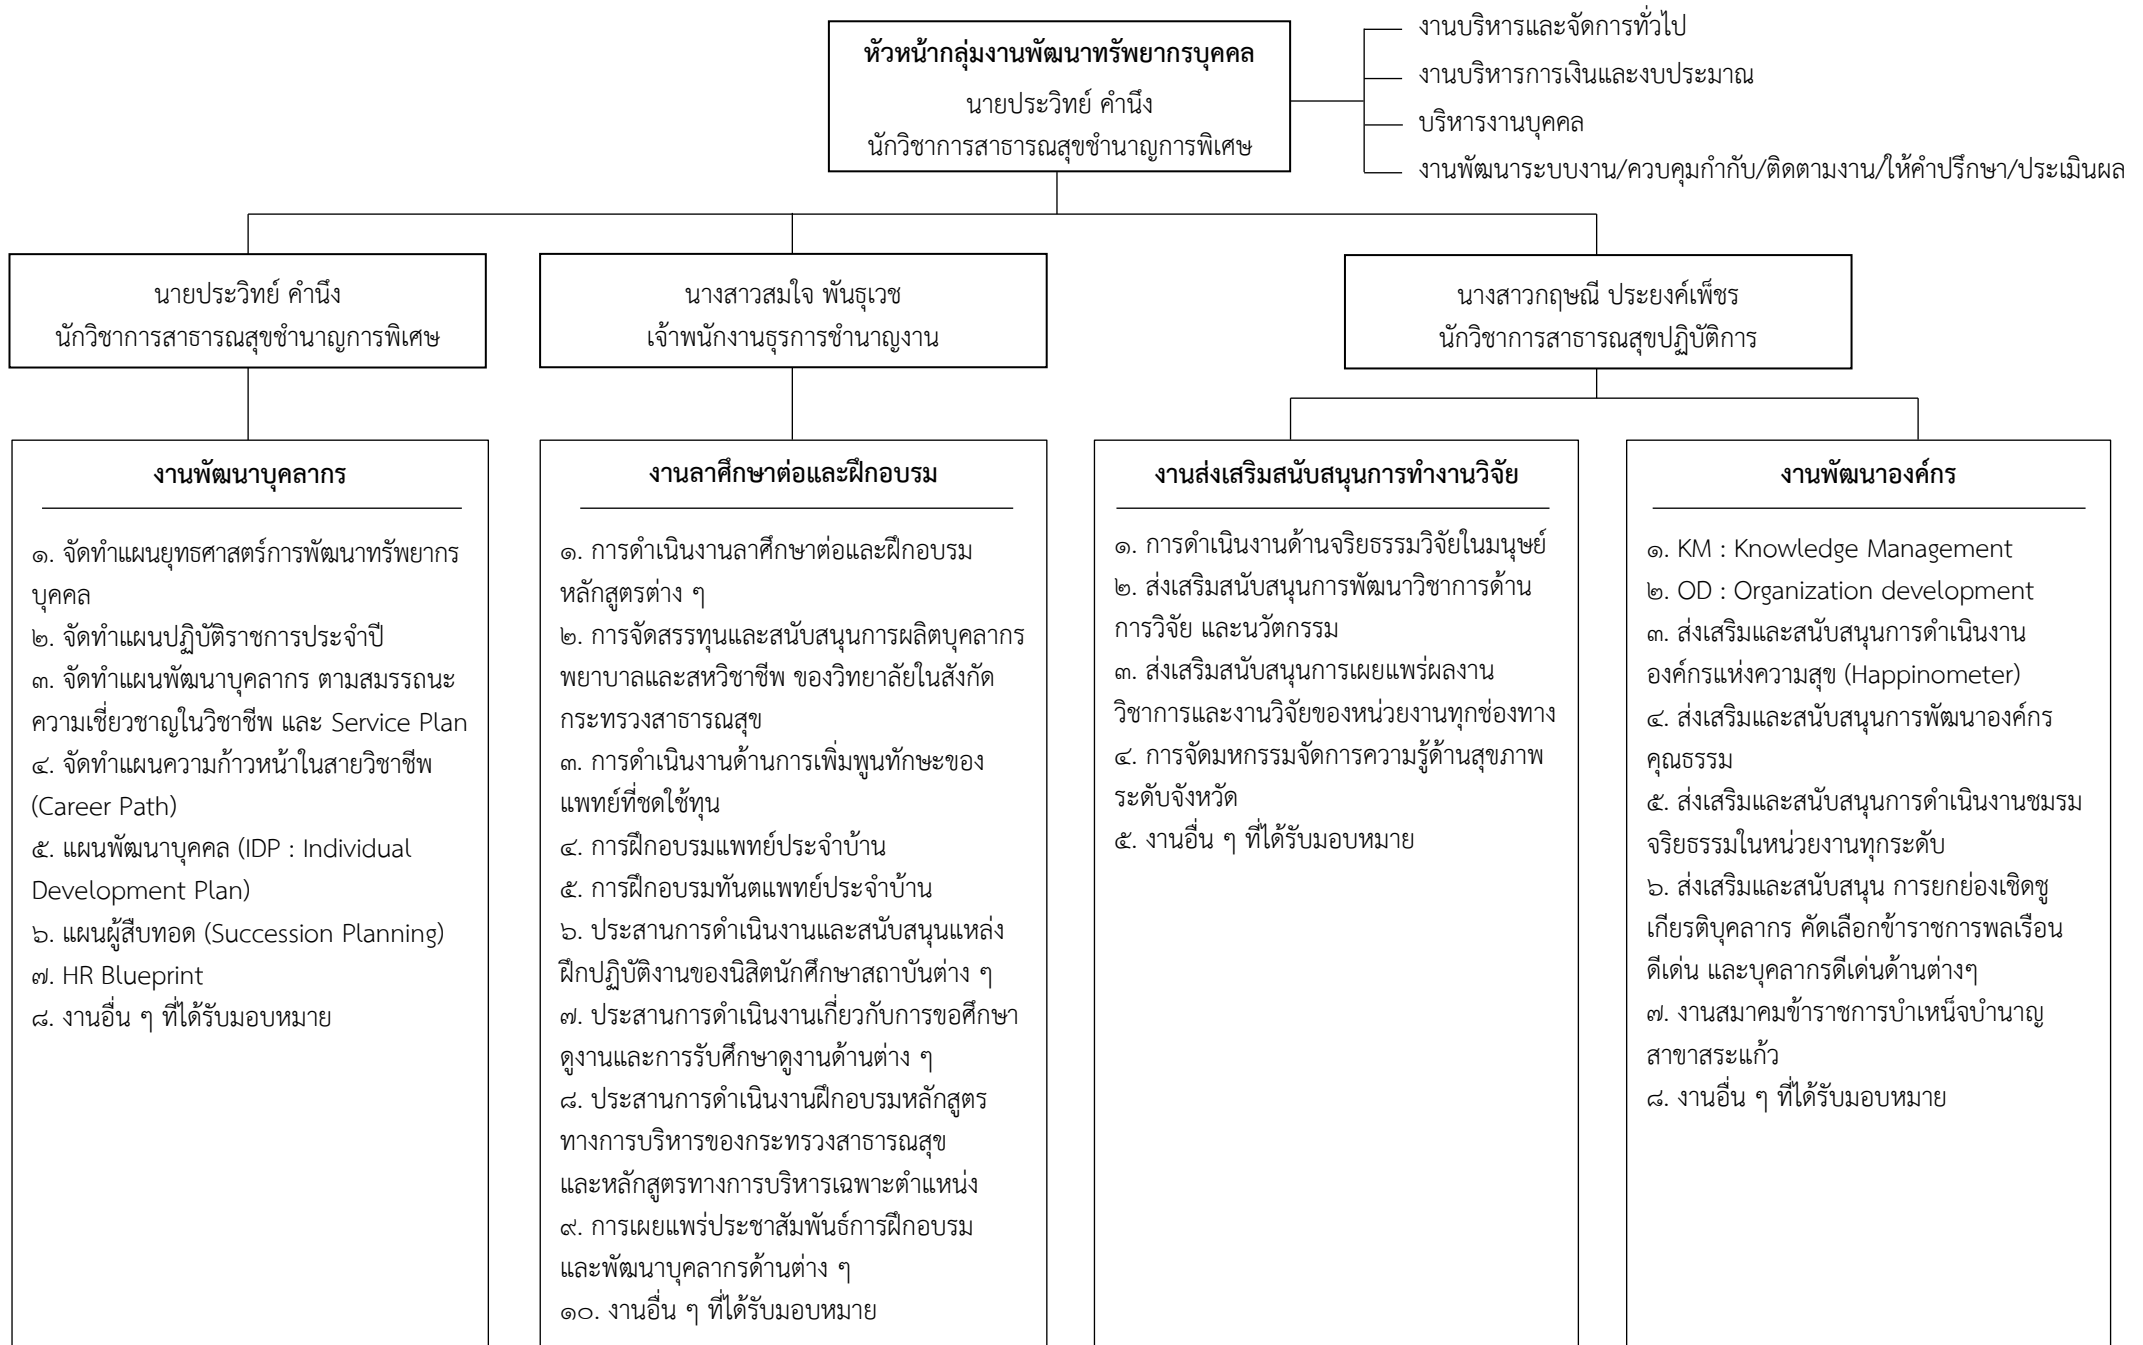 หัวหน้ากลุ่มงานพัฒนาทรัพยากรบุคคล
นายประวิทย์ คำนึง
นักวิชาการสาธารณสุขชำนาญการพิเศษ
งานบริหารและจัดการทั่วไป
งานบริหารการเงินและงบประมาณ
บริหารงานบุคคล
งานพัฒนาระบบงาน/ควบคุมกำกับ/ติดตามงาน/ให้คำปรึกษา/ประเมินผล
นายประวิทย์ คำนึง
นักวิชาการสาธารณสุขชำนาญการพิเศษ
นางสาวสมใจ พันธุเวช
เจ้าพนักงานธุรการชำนาญงาน
นางสาวกฤษณี ประยงค์เพ็ชร
นักวิชาการสาธารณสุขปฏิบัติการ
งานพัฒนาบุคลากร
๑. จัดทำแผนยุทธศาสตร์การพัฒนาทรัพยากร
บุคคล
๒. จัดทำแผนปฏิบัติราชการประจำปี
๓. จัดทำแผนพัฒนาบุคลากร ตามสมรรถนะ
ความเชี่ยวชาญในวิชาชีพ และ Service Plan
๔. จัดทำแผนความก้าวหน้าในสายวิชาชีพ
(Career Path)
๕. แผนพัฒนาบุคคล (IDP : Individual
Development Plan)
๖. แผนผู้สืบทอด (Succession Planning)
๗. HR Blueprint
๘. งานอื่น ๆ ที่ได้รับมอบหมาย
งานลาศึกษาต่อและฝึกอบรม
๑. การดำเนินงานลาศึกษาต่อและฝึกอบรม
หลักสูตรต่าง ๆ
๒. การจัดสรรทุนและสนับสนุนการผลิตบุคลากร
พยาบาลและสหวิชาชีพ ของวิทยาลัยในสังกัด
กระทรวงสาธารณสุข
๓. การดำเนินงานด้านการเพิ่มพูนทักษะของ
แพทย์ที่ชดใช้ทุน
๔. การฝึกอบรมแพทย์ประจำบ้าน
๕. การฝึกอบรมทันตแพทย์ประจำบ้าน
๖. ประสานการดำเนินงานและสนับสนุนแหล่ง
ฝึกปฏิบัติงานของนิสิตนักศึกษาสถาบันต่าง ๆ
๗. ประสานการดำเนินงานเกี่ยวกับการขอศึกษา
ดูงานและการรับศึกษาดูงานด้านต่าง ๆ
๘. ประสานการดำเนินงานฝึกอบรมหลักสูตร
ทางการบริหารของกระทรวงสาธารณสุข
และหลักสูตรทางการบริหารเฉพาะตำแหน่ง
๙. การเผยแพร่ประชาสัมพันธ์การฝึกอบรม
และพัฒนาบุคลากรด้านต่าง ๆ
๑๐. งานอื่น ๆ ที่ได้รับมอบหมาย
งานส่งเสริมสนับสนุนการทำงานวิจัย
๑. การดำเนินงานด้านจริยธรรมวิจัยในมนุษย์
๒. ส่งเสริมสนับสนุนการพัฒนาวิชาการด้าน
การวิจัย และนวัตกรรม
๓. ส่งเสริมสนับสนุนการเผยแพร่ผลงาน
วิชาการและงานวิจัยของหน่วยงานทุกช่องทาง
๔. การจัดมหกรรมจัดการความรู้ด้านสุขภาพ
ระดับจังหวัด
๕. งานอื่น ๆ ที่ได้รับมอบหมาย
งานพัฒนาองค์กร
๑. KM : Knowledge Management
๒. OD : Organization development
๓. ส่งเสริมและสนับสนุนการดำเนินงาน
องค์กรแห่งความสุข (Happinometer)
๔. ส่งเสริมและสนับสนุนการพัฒนาองค์กร
คุณธรรม
๕. ส่งเสริมและสนับสนุนการดำเนินงานชมรม
จริยธรรมในหน่วยงานทุกระดับ
๖. ส่งเสริมและสนับสนุน การยกย่องเชิดชู
เกียรติบุคลากร คัดเลือกข้าราชการพลเรือน
ดีเด่น และบุคลากรดีเด่นด้านต่างๆ
๗. งานสมาคมข้าราชการบำเหน็จบำนาญ
สาขาสระแก้ว
๘. งานอื่น ๆ ที่ได้รับมอบหมาย